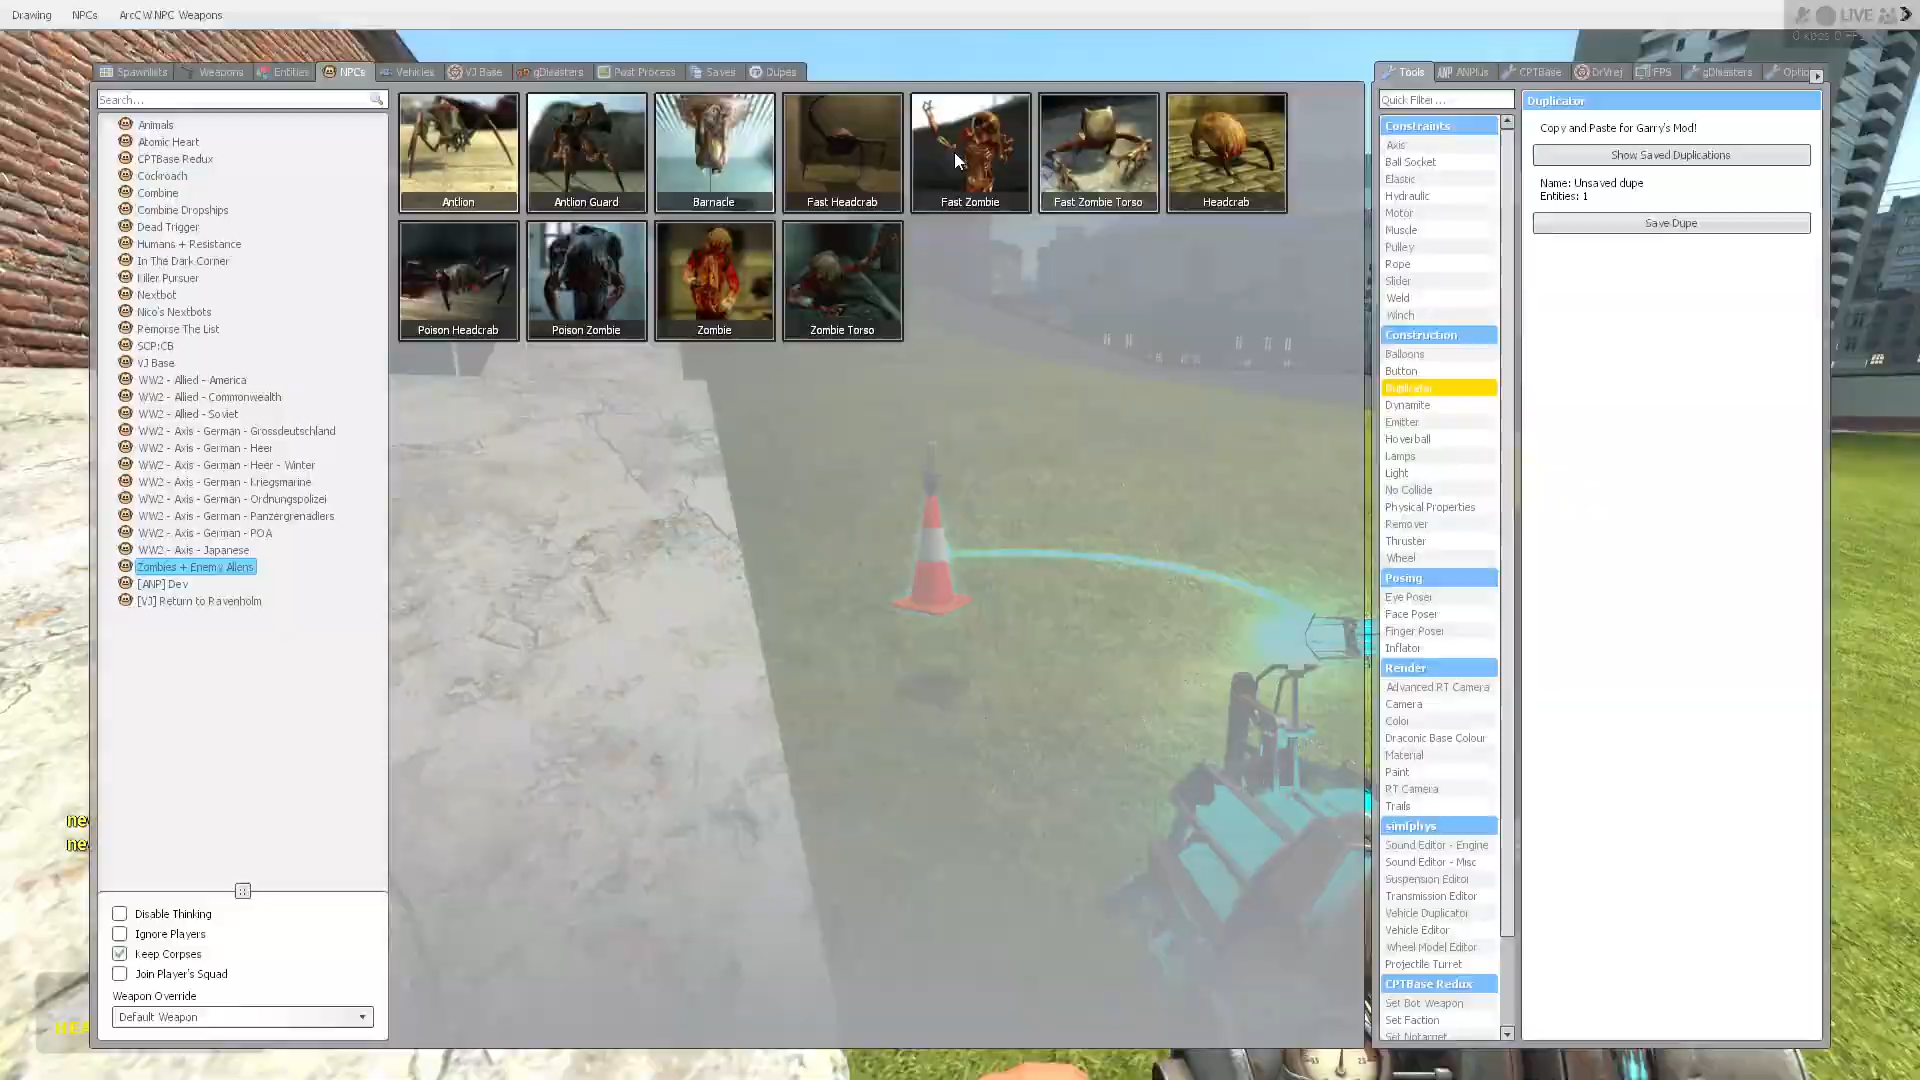 Drawing NPCs ArcCW NPC Weapons
LIVE
0 kbps 0 FPS
Spawnlists Weapons Entities NPCs Vehicles VJ Base gDisasters Post Process Saves Dupes
Tools ANPlus CPTBase DrVrej FPS gDisasters Optio
Search...
Animals
Atomic Heart
CPTBase Redux
Cockroach
Combine
Combine Dropships
Dead Trigger
Humans + Resistance
In The Dark Corner
Killer Pursuer
Nextbot
Nico's Nextbots
Remorse The List
SCP:CB
VJ Base
WW2 - Allied - America
WW2 - Allied - Commonwealth
WW2 - Allied - Soviet
WW2 - Axis - German - Grossdeutschland
WW2 - Axis - German - Heer
WW2 - Axis - German - Heer - Winter
WW2 - Axis - German - Kriegsmarine
WW2 - Axis - German - Ordnungspolizei
WW2 - Axis - German - Panzergrenadiers
WW2 - Axis - German - POA
WW2 - Axis - Japanese
Zombies + Enemy Aliens
[ANP] Dev
[VJ] Return to Ravenholm
Disable Thinking
Ignore Players
Keep Corpses
Join Player's Squad
Weapon Override
Default Weapon
Antlion Antlion Guard Barnacle Fast Headcrab Fast Zombie Fast Zombie Torso Headcrab
Poison Headcrab Poison Zombie Zombie Zombie Torso
Quick Filter ...
Constraints
Axis
Ball Socket
Elastic
Hydraulic
Motor
Muscle
Pulley
Rope
Slider
Weld
Winch
Construction
Balloons
Button
Duplicator
Dynamite
Emitter
Hoverball
Lamps
Light
No Collide
Physical Properties
Remover
Thruster
Wheel
Posing
Eye Poser
Face Poser
Finger Poser
Inflator
Render
Advanced RT Camera
Camera
Color
Draconic Base Colour
Material
Paint
RT Camera
Trails
simfphys
Sound Editor - Engine
Sound Editor - Misc
Suspension Editor
Transmission Editor
Vehicle Duplicator
Vehicle Editor
Wheel Model Editor
Projectile Turret
CPTBase Redux
Set Bot Weapon
Set Faction
Set Notarget
Duplicator
Copy and Paste for Garry's Mod!
Show Saved Duplications
Name: Unsaved dupe
Entities: 1
Save Dupe